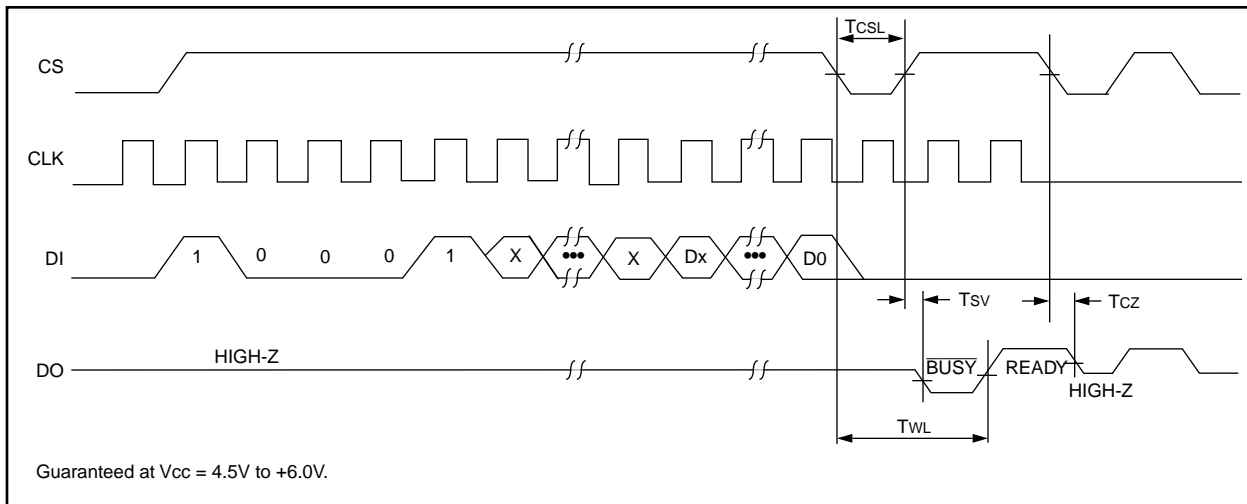 TCSL
CS
CLK
DI 1 0 0 0 1 X ••• X Dx ••• D0
TSV TCZ
HIGH-Z
DO BUSY READY
HIGH-Z
TWL
Guaranteed at Vcc = 4.5V to +6.0V.